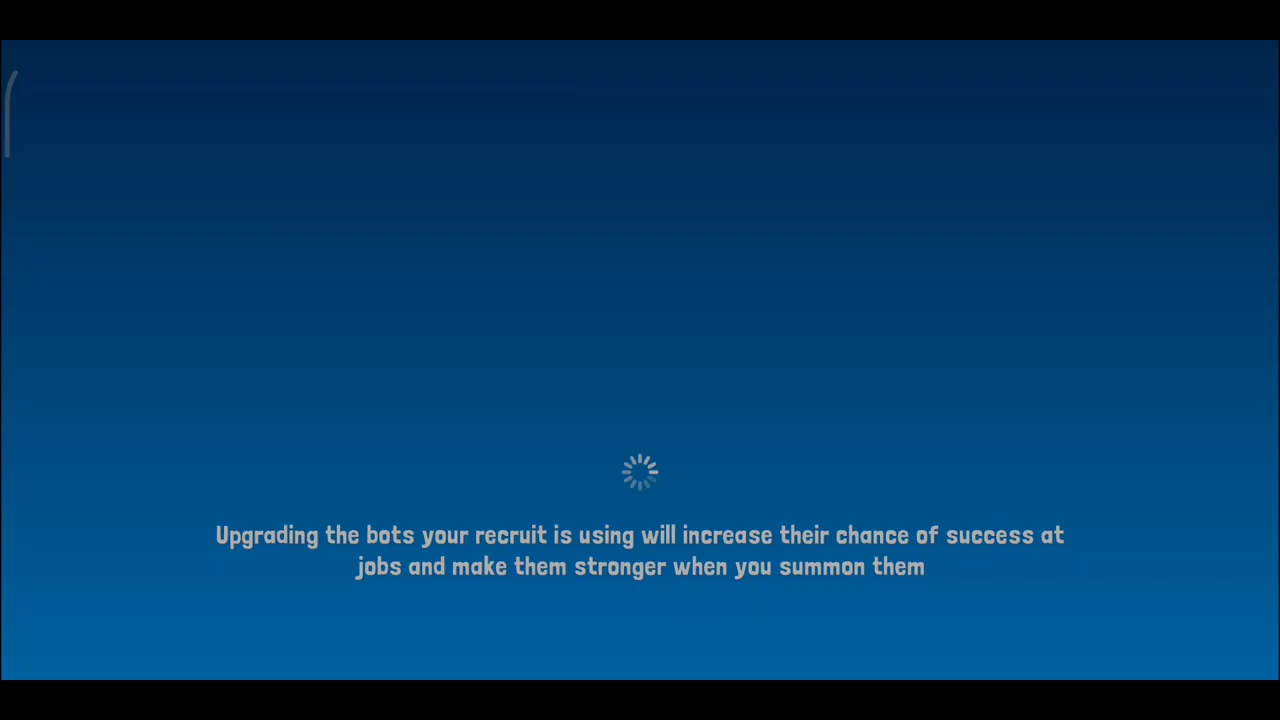 Upgrading the bots your recruit is using will increase their chance of success at
jobs and make them stronger when you summon them